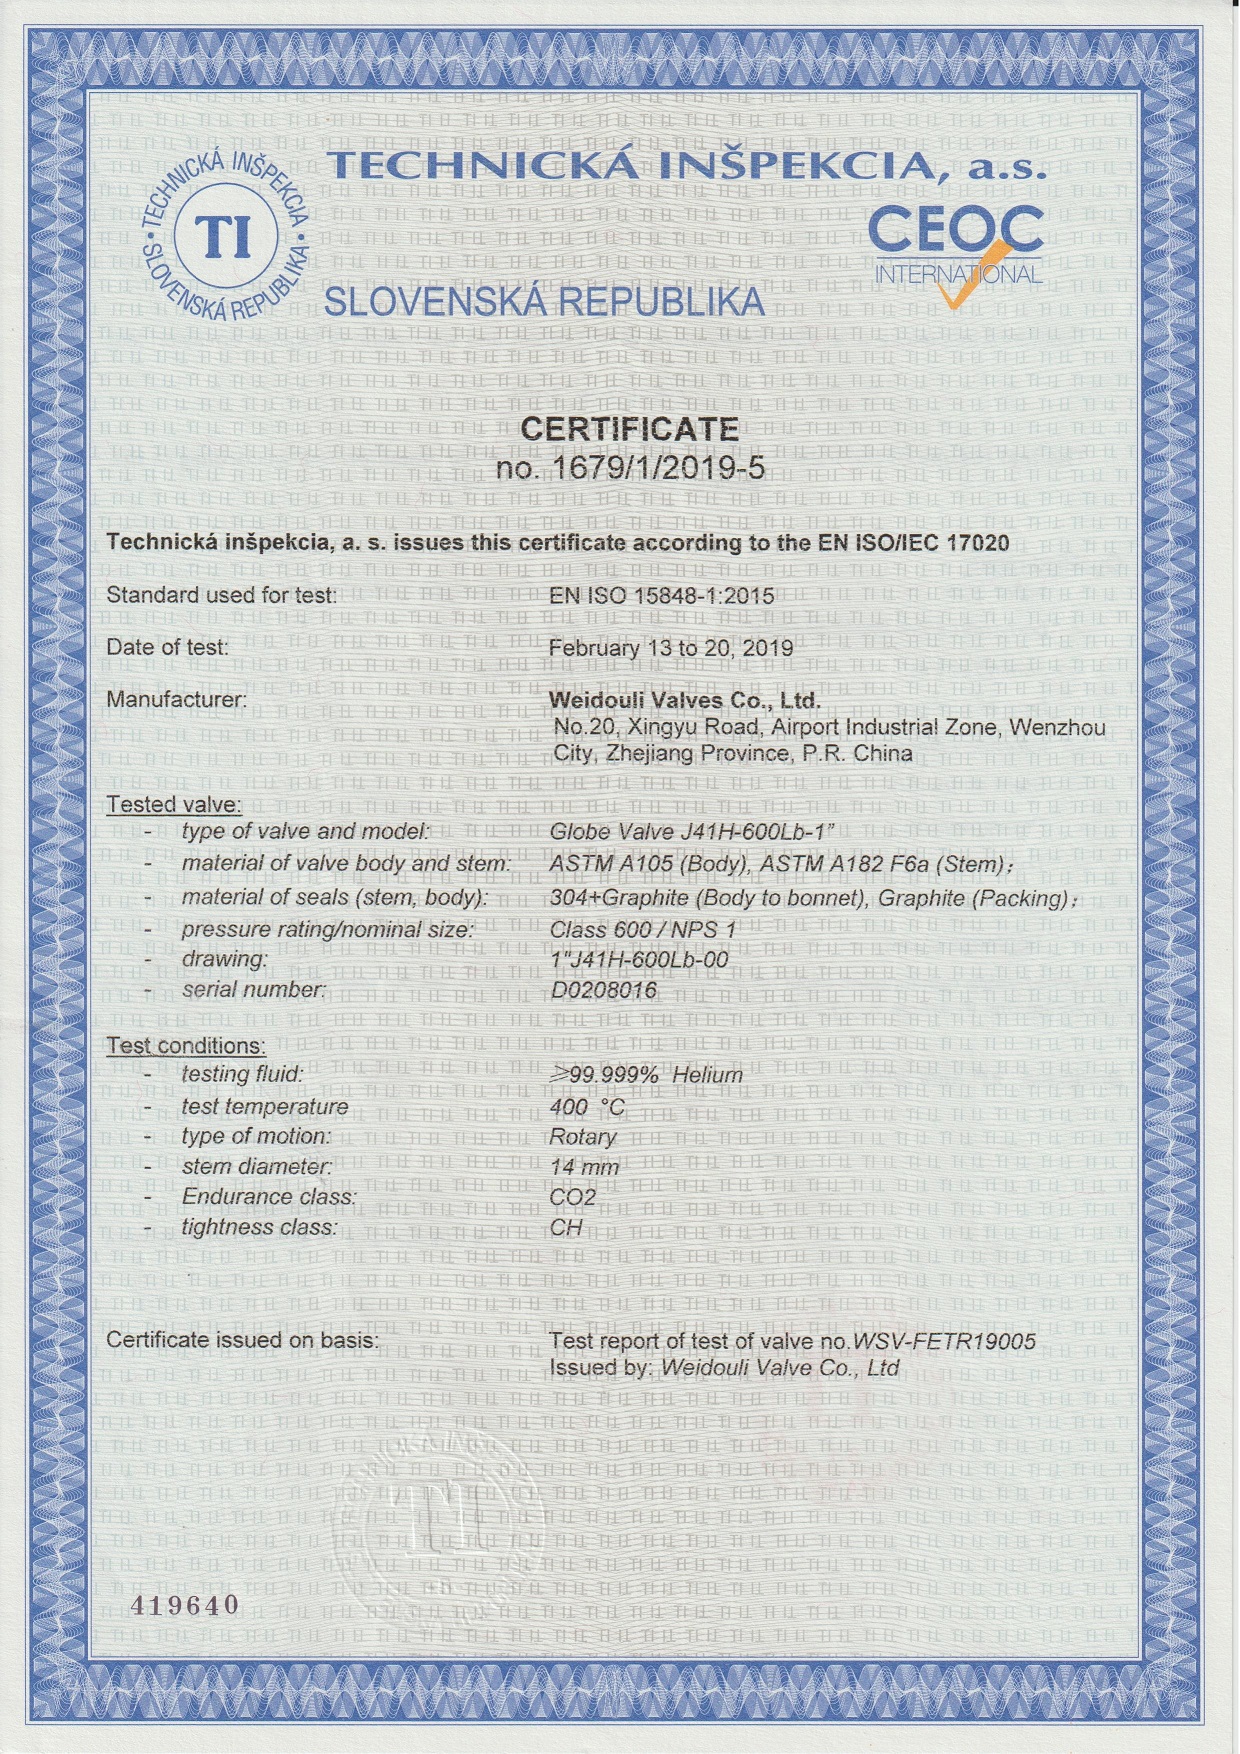 TECHNICKÁ INŠPEKCIA
TI
SLOVENSKÁ REPUBLIKA
TECHNICKÁ INŠPEKCIA, a.s.
CEOC
INTERNATIONAL
SLOVENSKÁ REPUBLIKA
CERTIFICATE
no. 1679/1/2019-5
Technická inšpekcia, a. s. issues this certificate according to the EN ISO/IEC 17020
Standard used for test: EN ISO 15848-1:2015
Date of test: February 13 to 20, 2019
Manufacturer: Weidouli Valves Co., Ltd.
No.20, Xingyu Road, Airport Industrial Zone, Wenzhou
City, Zhejiang Province, P.R. China
Tested valve:
- type of valve and model: Globe Valve J41H-600Lb-1”
- material of valve body and stem: ASTM A105 (Body), ASTM A182 F6a (Stem);
- material of seals (stem, body): 304+Graphite (Body to bonnet), Graphite (Packing);
- pressure rating/nominal size: Class 600 / NPS 1
- drawing: 1"J41H-600Lb-00
- serial number: D0208016
Test conditions:
- testing fluid: ≥99.999% Helium
- test temperature 400 °C
- type of motion: Rotary
- stem diameter: 14 mm
- Endurance class: CO2
- tightness class: CH
Certificate issued on basis: Test report of test of valve no.WSV-FETR19005
Issued by: Weidouli Valve Co., Ltd
TI
419640